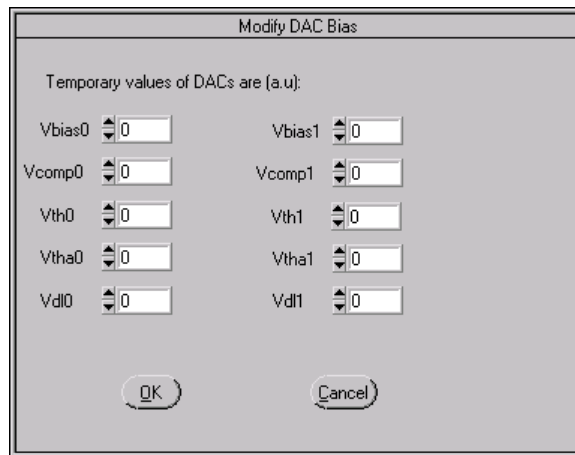 Modify DAC Bias
Temporary values of DACs are (a.u):
Vbias0 0 Vbias1 0
Vcomp0 0 Vcomp1 0
Vth0 0 Vth1 0
Vtha0 0 Vtha1 0
Vdl0 0 Vdl1 0
OK Cancel